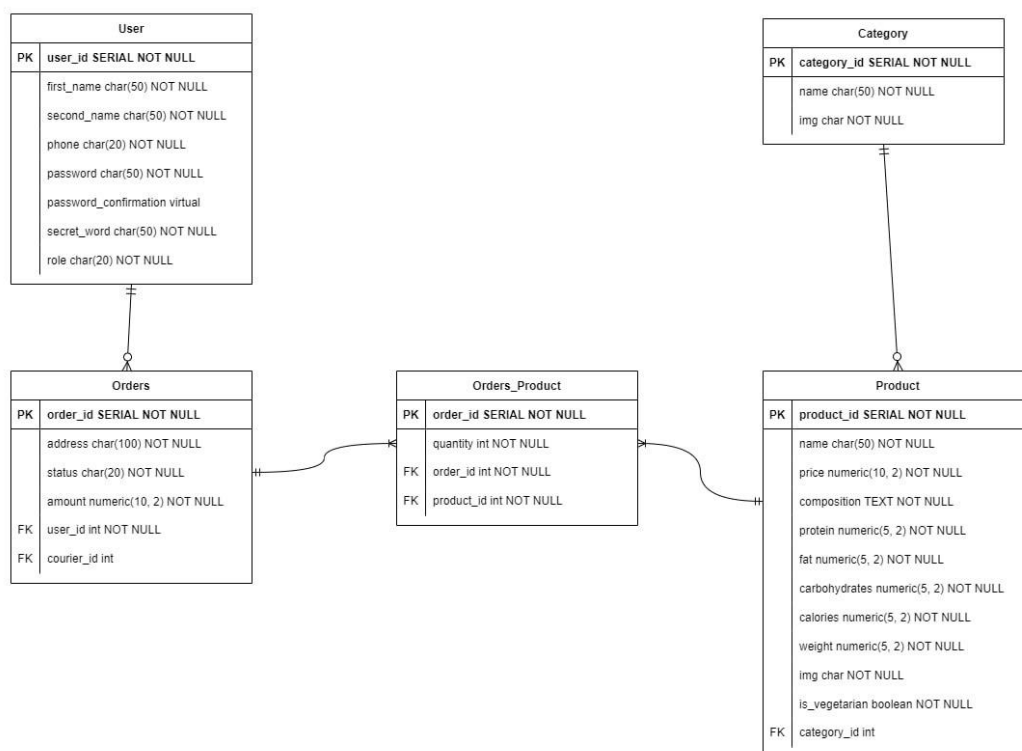 User
PK user_id SERIAL NOT NULL
first_name char(50) NOT NULL
second_name char(50) NOT NULL
phone char(20) NOT NULL
password char(50) NOT NULL
password_confirmation virtual
secret_word char(50) NOT NULL
role char(20) NOT NULL
Category
PK category_id SERIAL NOT NULL
name char(50) NOT NULL
img char NOT NULL
Orders
PK order_id SERIAL NOT NULL
address char(100) NOT NULL
status char(20) NOT NULL
amount numeric(10, 2) NOT NULL
FK user_id int NOT NULL
FK courier_id int
Orders_Product
PK order_id SERIAL NOT NULL
quantity int NOT NULL
FK order_id int NOT NULL
FK product_id int NOT NULL
Product
PK product_id SERIAL NOT NULL
name char(50) NOT NULL
price numeric(10, 2) NOT NULL
composition TEXT NOT NULL
protein numeric(5, 2) NOT NULL
fat numeric(5, 2) NOT NULL
carbohydrates numeric(5, 2) NOT NULL
calories numeric(5, 2) NOT NULL
weight numeric(5, 2) NOT NULL
img char NOT NULL
is_vegetarian boolean NOT NULL
FK category_id int